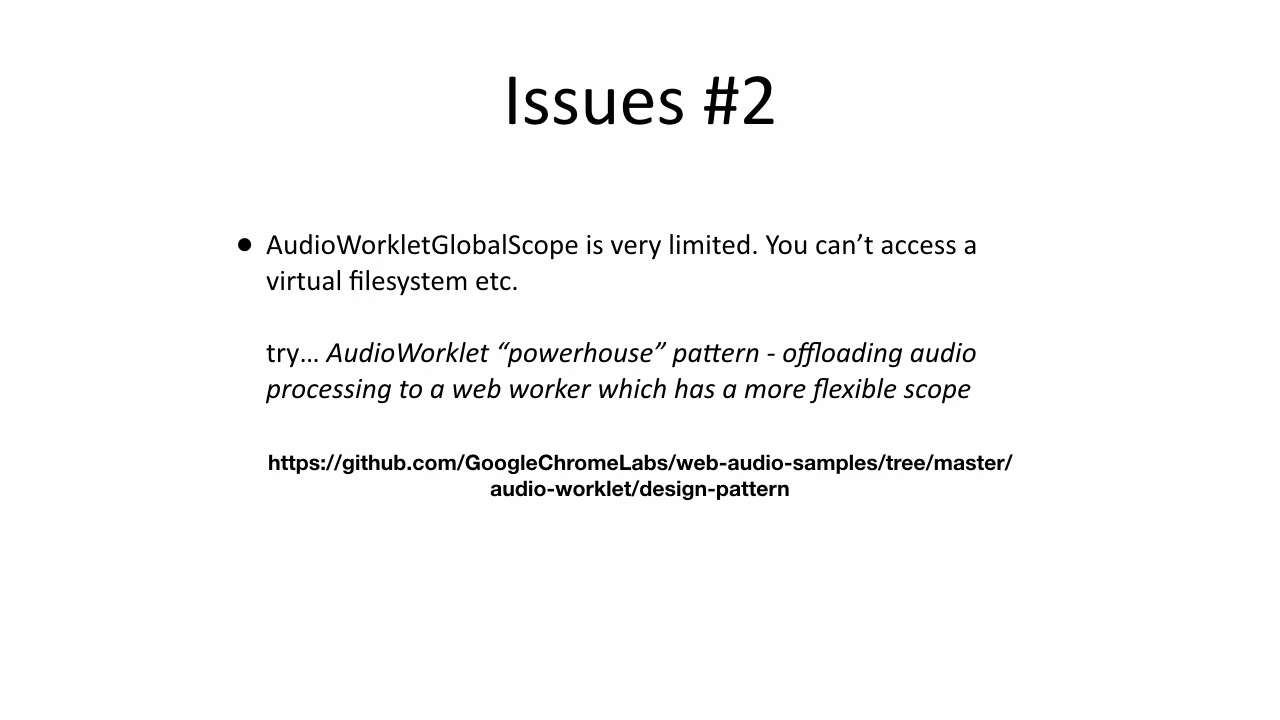 Issues #2
● AudioWorkletGlobalScope is very limited. You can’t access a
virtual filesystem etc.
try… AudioWorklet “powerhouse” pattern - offloading audio
processing to a web worker which has a more flexible scope
https://github.com/GoogleChromeLabs/web-audio-samples/tree/master/
audio-worklet/design-pattern